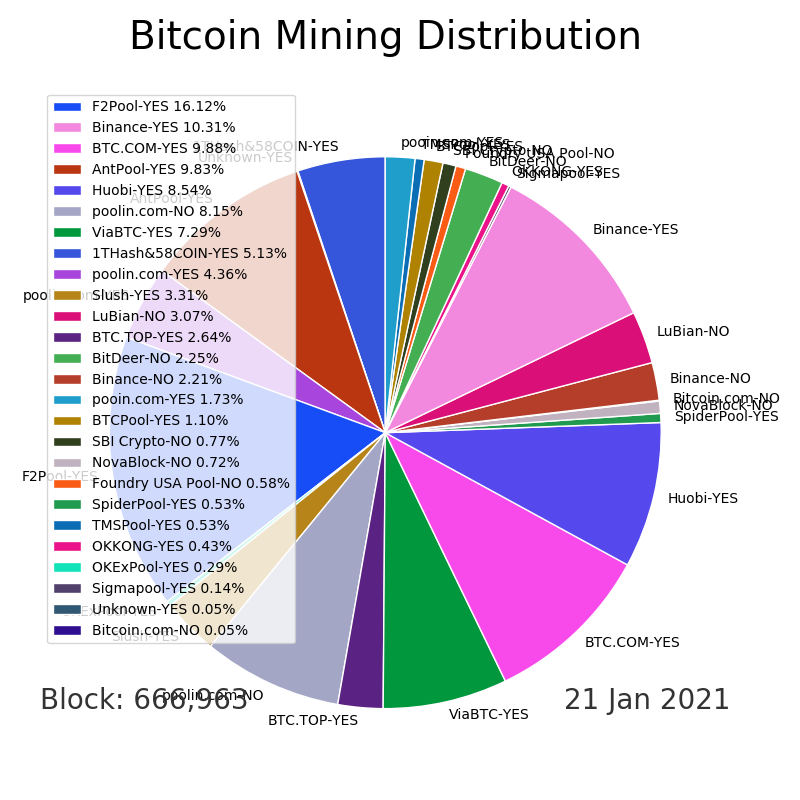 Bitcoin Mining Distribution
F2Pool-YES 16.12%
Binance-YES 10.31%
BTC.COM-YES 9.88%
AntPool-YES 9.83%
Huobi-YES 8.54%
poolin.com-NO 8.15%
ViaBTC-YES 7.29%
1THash&58COIN-YES 5.13%
poolin.com-YES 4.36%
Slush-YES 3.31%
LuBian-NO 3.07%
BTC.TOP-YES 2.64%
BitDeer-NO 2.25%
Binance-NO 2.21%
poolin.com-YES 1.73%
BTCPool-YES 1.10%
SBI Crypto-NO 0.77%
NovaBlock-NO 0.72%
Foundry USA Pool-NO 0.58%
SpiderPool-YES 0.53%
TMSPool-YES 0.53%
OKKONG-YES 0.43%
OKExPool-YES 0.29%
Sigmapool-YES 0.14%
Unknown-YES 0.05%
Bitcoin.com-NO 0.05%
1THash&58COIN-YES
Unknown-YES
AntPool-YES
F2Pool-YES
Slush-YES
poolin.com-NO
BTC.TOP-YES
ViaBTC-YES
BTC.COM-YES
Huobi-YES
SpiderPool-YES
NovaBlock-NO
Bitcoin.com-NO
Binance-NO
LuBian-NO
Binance-YES
Sigmapool-YES
OKKONG-YES
BitDeer-NO
Foundry USA Pool-NO
Block: 666,963
21 Jan 2021